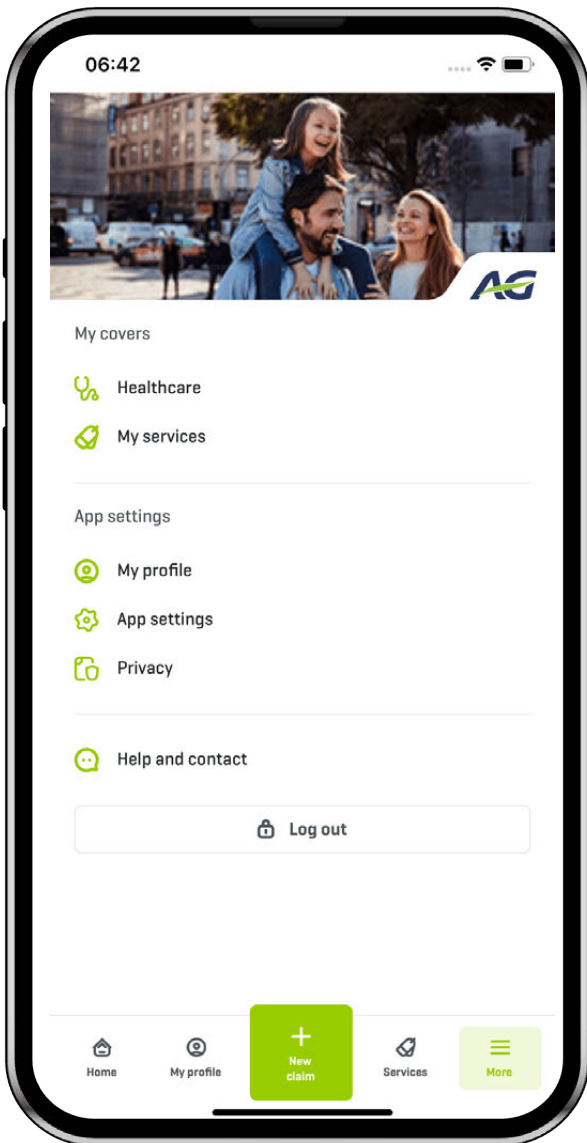 06:42
AG
My covers
Healthcare
My services
App settings
My profile
App settings
Privacy
Help and contact
Log out
Home
My profile
New
claim
Services
More